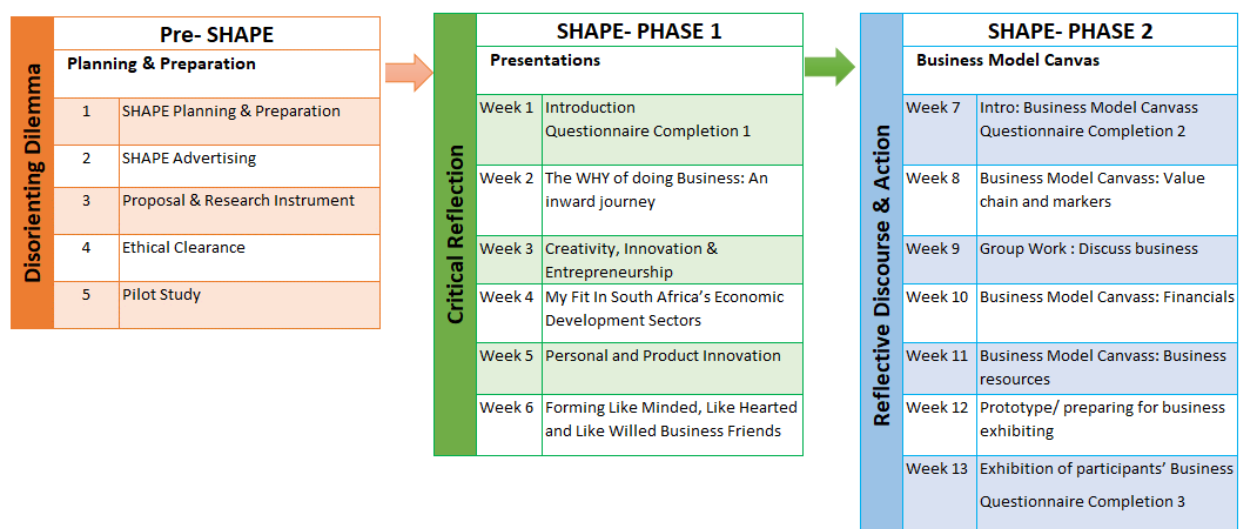 Disorienting Dilemma
Pre- SHAPE
Planning & Preparation
1 SHAPE Planning & Preparation
2 SHAPE Advertising
3 Proposal & Research Instrument
4 Ethical Clearance
5 Pilot Study
Critical Reflection
SHAPE- PHASE 1
Presentations
Week 1 Introduction
Questionnaire Completion 1
Week 2 The WHY of doing Business: An
inward journey
Week 3 Creativity, Innovation &
Entrepreneurship
Week 4 My Fit In South Africa's Economic
Development Sectors
Week 5 Personal and Product Innovation
Week 6 Forming Like Minded, Like Hearted
and Like Willed Business Friends
Reflective Discourse & Action
SHAPE- PHASE 2
Business Model Canvas
Week 7 Intro: Business Model Canvass
Questionnaire Completion 2
Week 8 Business Model Canvass: Value
chain and markers
Week 9 Group Work : Discuss business
Week 10 Business Model Canvass: Financials
Week 11 Business Model Canvass: Business
resources
Week 12 Prototype/ preparing for business
exhibiting
Week 13 Exhibition of participants' Business
Questionnaire Completion 3